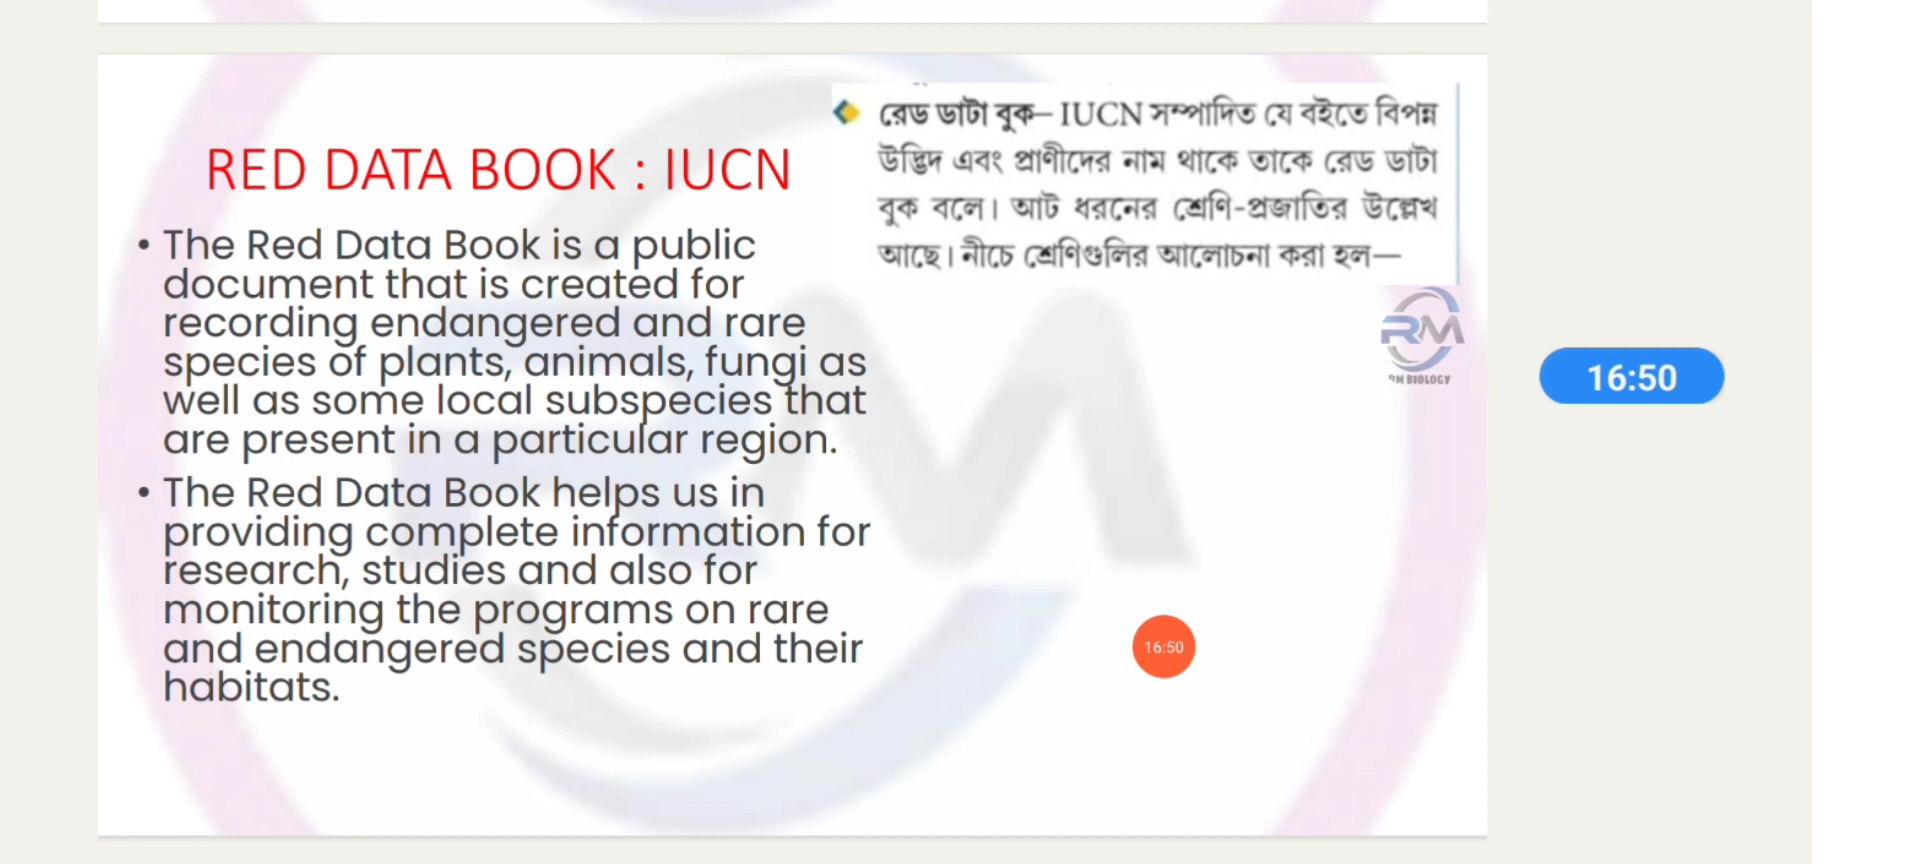 RED DATA BOOK : IUCN
• The Red Data Book is a public
document that is created for
recording endangered and rare
species of plants, animals, fungi as
well as some local subspecies that
are present in a particular region.
• The Red Data Book helps us in
providing complete information for
research, studies and also for
monitoring the programs on rare
and endangered species and their
habitats.
রেড ডাটা বুক– IUCN সম্পাদিত যে বইতে বিপন্ন
উদ্ভিদ এবং প্রাণীদের নাম থাকে তাকে রেড ডাটা
বুক বলে। আট ধরনের শ্রেণি-প্রজাতির উল্লেখ
আছে। নীচে শ্রেণিগুলির আলোচনা করা হল—
RM
RM BIOLOGY
16:50
16:50